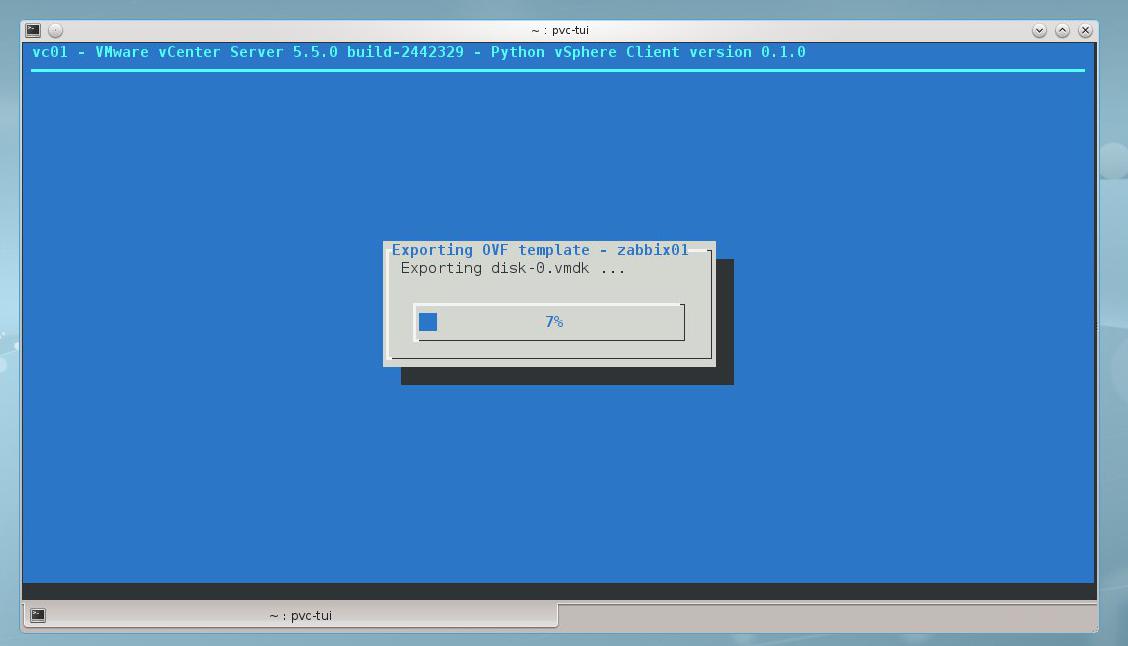 ~ : pvc-tui
vc01 - VMware vCenter Server 5.5.0 build-2442329 - Python vSphere Client version 0.1.0
Exporting OVF template - zabbix01
Exporting disk-0.vmdk ...
7%
~ : pvc-tui